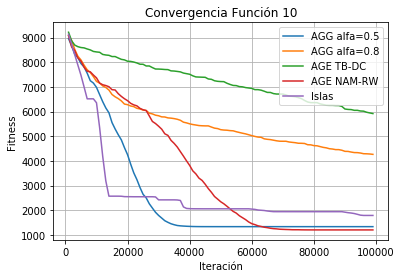 Convergencia Función 10
Fitness
9000
8000
7000
6000
5000
4000
3000
2000
1000
AGG alfa=0.5
AGG alfa=0.8
AGE TB-DC
AGE NAM-RW
Islas
0
20000
40000
60000
80000
100000
Iteración